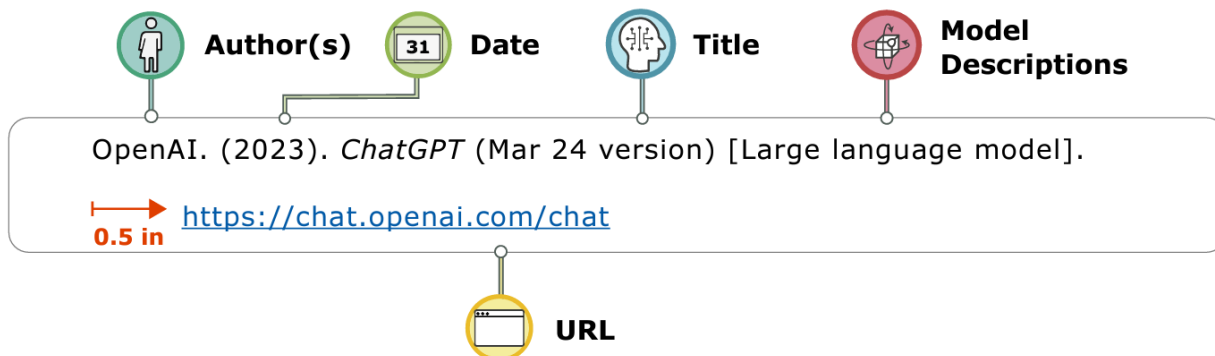 Author(s)
31
Date
Title
Model
Descriptions
OpenAI. (2023). ChatGPT (Mar 24 version) [Large language model].
https://chat.openai.com/chat
0.5 in
URL